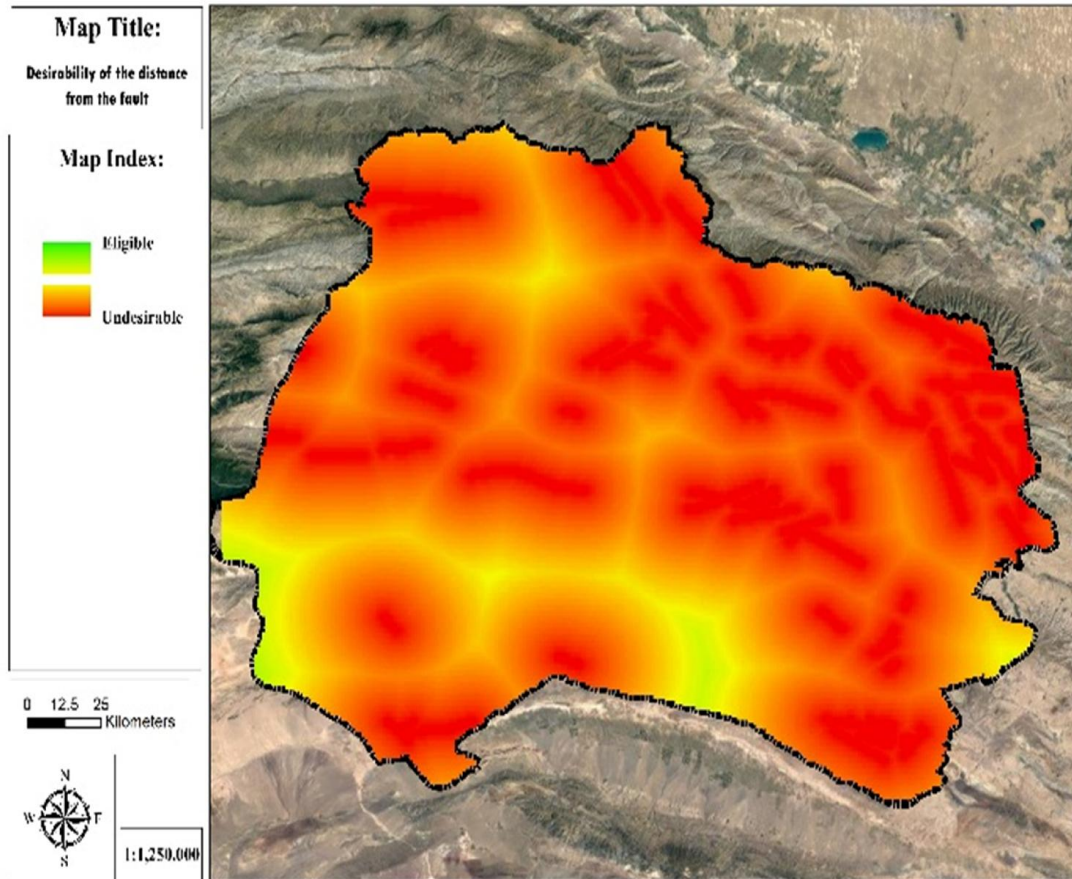 Map Title:
Desirability of the distance
from the fault
Map Index:
Eligible
Undesirable
0 12.5 25
Kilometers
N
W E
S
1:1,250.000